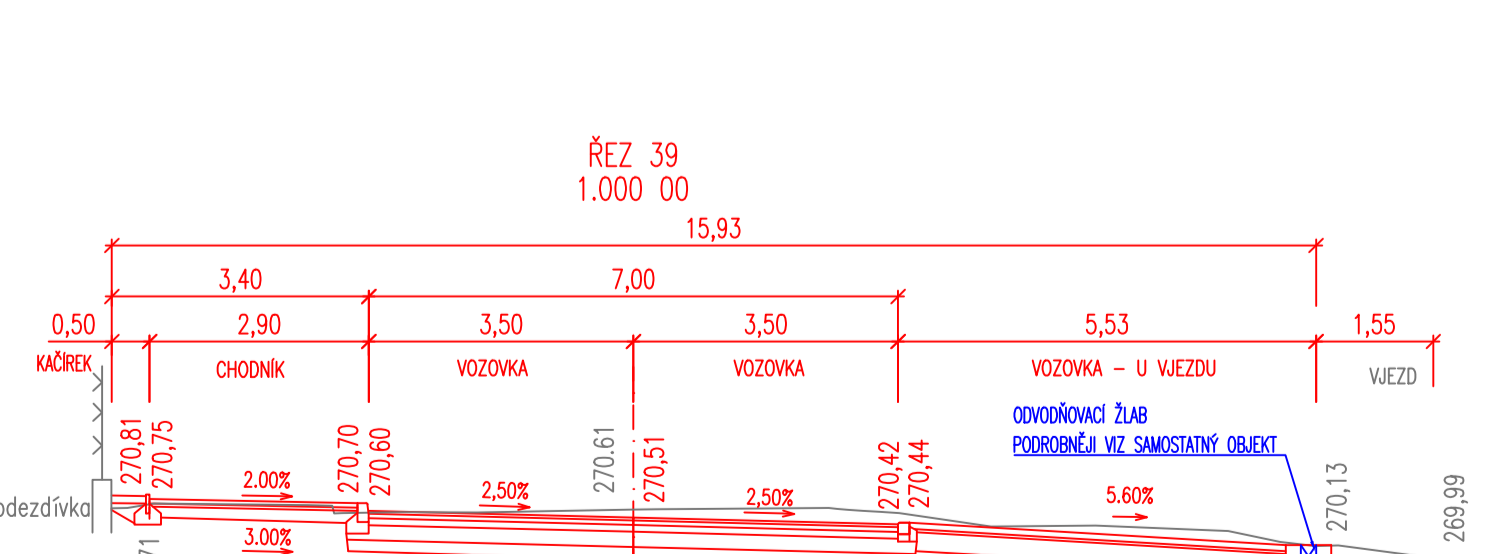 ŘEZ 39
1.000 00
15,93
3,40
7,00
0,50
2,90
3,50
3,50
5,53
1,55
KAČÍREK
CHODNÍK
VOZOVKA
VOZOVKA
VOZOVKA – U VJEZDU
VJEZD
ODVODŇOVACÍ ŽLAB
PODROBNĚJI VIZ SAMOSTATNÝ OBJEKT
270,81
270,75
270,70
270,60
270.61
270,51
270,42
270,44
270,13
269,99
2.00%
2,50%
2,50%
5.60%
odezdívka
3.00%
71